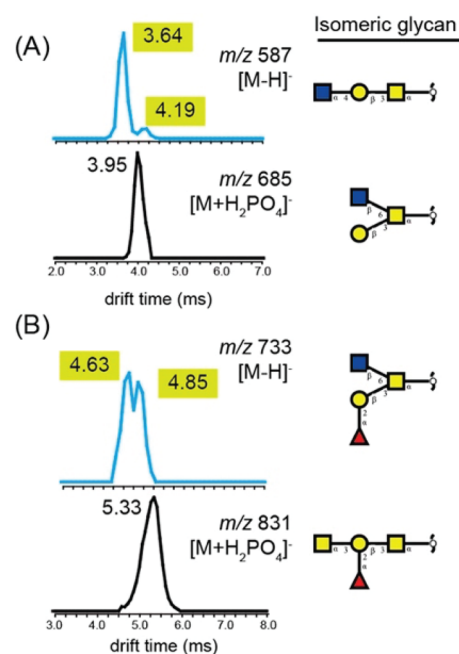 (A)
Isomeric glycan
3.64
m/z 587
[M-H]⁻
4.19
α 4 β 3 α
3.95
m/z 685
[M+H₂PO₄]⁻
β 6
β 3 α
2.0 3.0 4.0 5.0 6.0 7.0
drift time (ms)
(B)
4.63
m/z 733
[M-H]⁻
4.85
β 6
β 3 α
2
α
5.33
m/z 831
[M+H₂PO₄]⁻
α 3 β 3 α
2
α
3.0 4.0 5.0 6.0 7.0 8.0
drift time (ms)